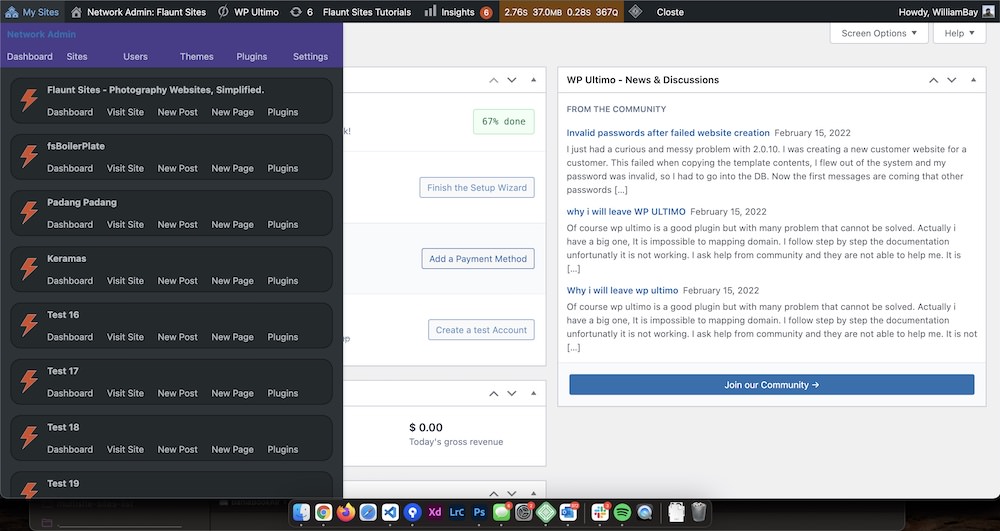 My Sites Network Admin: Flaunt Sites WP Ultimo 6 Flaunt Sites Tutorials Insights 6 2.76S 37.0MB 0.28S 367Q Closte Howdy, WilliamBay
Network Admin
Dashboard Sites Users Themes Plugins Settings
Flaunt Sites - Photography Websites, Simplified.
Dashboard Visit Site New Post New Page Plugins
fsBoilerPlate
Dashboard Visit Site New Post New Page Plugins
Padang Padang
Dashboard Visit Site New Post New Page Plugins
Keramas
Dashboard Visit Site New Post New Page Plugins
Test 16
Dashboard Visit Site New Post New Page Plugins
Test 17
Dashboard Visit Site New Post New Page Plugins
Test 18
Dashboard Visit Site New Post New Page Plugins
Test 19
Screen Options Help
k!
67% done
Finish the Setup Wizard
Add a Payment Method
Create a test Account
up
$ 0.00
Today's gross revenue
WP Ultimo - News & Discussions
FROM THE COMMUNITY
Invalid passwords after failed website creation February 15, 2022
I just had a curious and messy problem with 2.0.10. I was creating a new customer website for a
customer. This failed when copying the template contents, I flew out of the system and my
password was invalid, so I had to go into the DB. Now the first messages are coming that other
passwords [...]
why i will leave WP ULTIMO February 15, 2022
Of course wp ultimo is a good plugin but with many problem that cannot be solved. Actually i
have a big one, It is impossible to mapping domain. I follow step by step the documentation
unfortunatly it is not working. I ask help from community and they are not able to help me. It is
[...]
Why i will leave wp ultimo February 15, 2022
Of course wp ultimo is a good plugin but with many problem that cannot be solved. Actually i
have a big one, It is impossible to mapping domain. I follow step by step the documentation
unfortunatly it is not working. I ask help from community and they are not able to help me. It is not
[...]
Join our Community →
Xd Lrc Ps